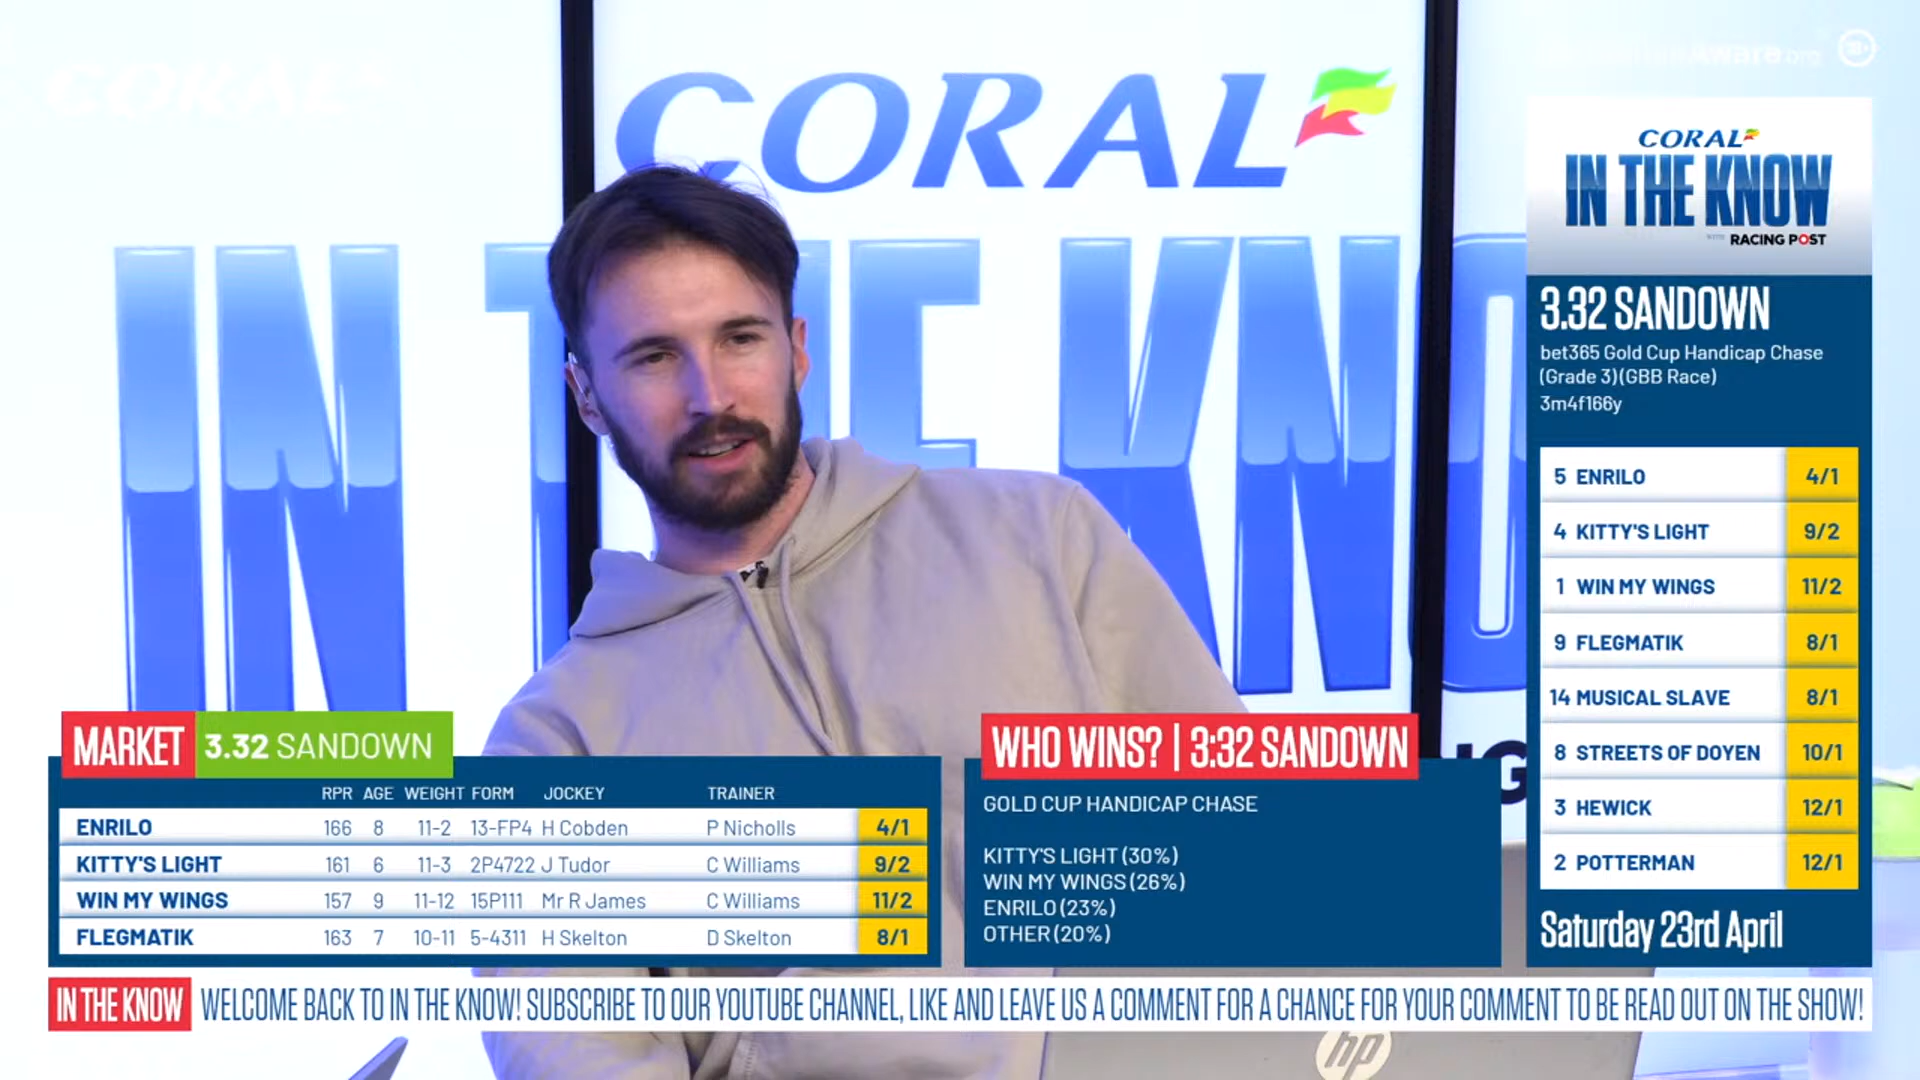 CORAL
Aware.org
18+
CORAL
IN THE KNOW
CORAL
IN THE KNOW
WITH RACING POST
3.32 SANDOWN
bet365 Gold Cup Handicap Chase
(Grade 3)(GBB Race)
3m4f166y
5 ENRILO 4/1
4 KITTY'S LIGHT 9/2
1 WIN MY WINGS 11/2
9 FLEGMATIK 8/1
14 MUSICAL SLAVE 8/1
8 STREETS OF DOYEN 10/1
3 HEWICK 12/1
2 POTTERMAN 12/1
Saturday 23rd April
MARKET 3.32 SANDOWN
RPR AGE WEIGHT FORM JOCKEY TRAINER
ENRILO 166 8 11-2 13-FP4 H Cobden P Nicholls 4/1
KITTY'S LIGHT 161 6 11-3 2P4722 J Tudor C Williams 9/2
WIN MY WINGS 157 9 11-12 15P111 Mr R James C Williams 11/2
FLEGMATIK 163 7 10-11 5-4311 H Skelton D Skelton 8/1
WHO WINS? | 3:32 SANDOWN
GOLD CUP HANDICAP CHASE
KITTY'S LIGHT (30%)
WIN MY WINGS (26%)
ENRILO (23%)
OTHER (20%)
IN THE KNOW WELCOME BACK TO IN THE KNOW! SUBSCRIBE TO OUR YOUTUBE CHANNEL, LIKE AND LEAVE US A COMMENT FOR A CHANCE FOR YOUR COMMENT TO BE READ OUT ON THE SHOW!
hp